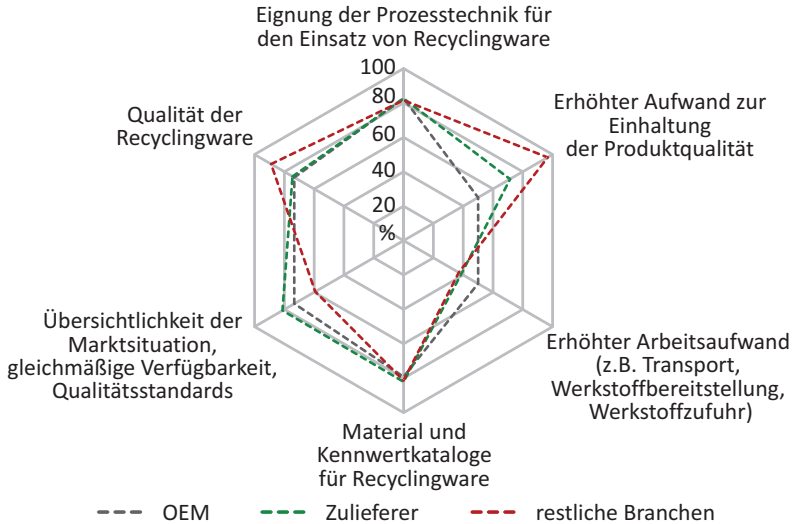 Eignung der Prozesstechnik für
den Einsatz von Recyclingware
100
80
60
40
20
%
Erhöhter Aufwand zur
Einhaltung
der Produktqualität
Qualität der
Recyclingware
Übersichtlichkeit der
Marktsituation,
gleichmäßige Verfügbarkeit,
Qualitätsstandards
Erhöhter Arbeitsaufwand
(z.B. Transport,
Werkstoffbereitstellung,
Werkstoffzufuhr)
Material und
Kennwertkataloge
für Recyclingware
OEM Zulieferer restliche Branchen